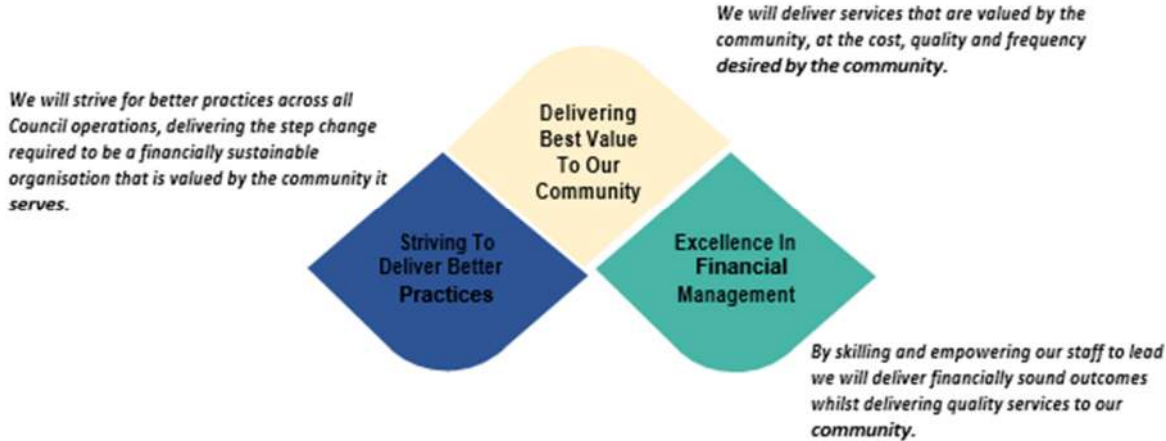 We will deliver services that are valued by the
community, at the cost, quality and frequency
desired by the community.
We will strive for better practices across all
Council operations, delivering the step change
required to be a financially sustainable
organisation that is valued by the community it
serves.
Delivering
Best Value
To Our
Community
Striving To
Deliver Better
Practices
Excellence In
Financial
Management
By skilling and empowering our staff to lead
we will deliver financially sound outcomes
whilst delivering quality services to our
community.